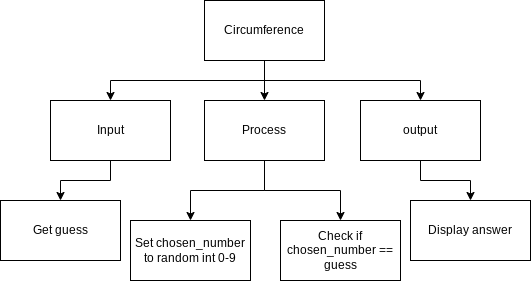 Circumference
Input
Process
output
Get guess
Set chosen_number
to random int 0-9
Check if
chosen_number ==
guess
Display answer